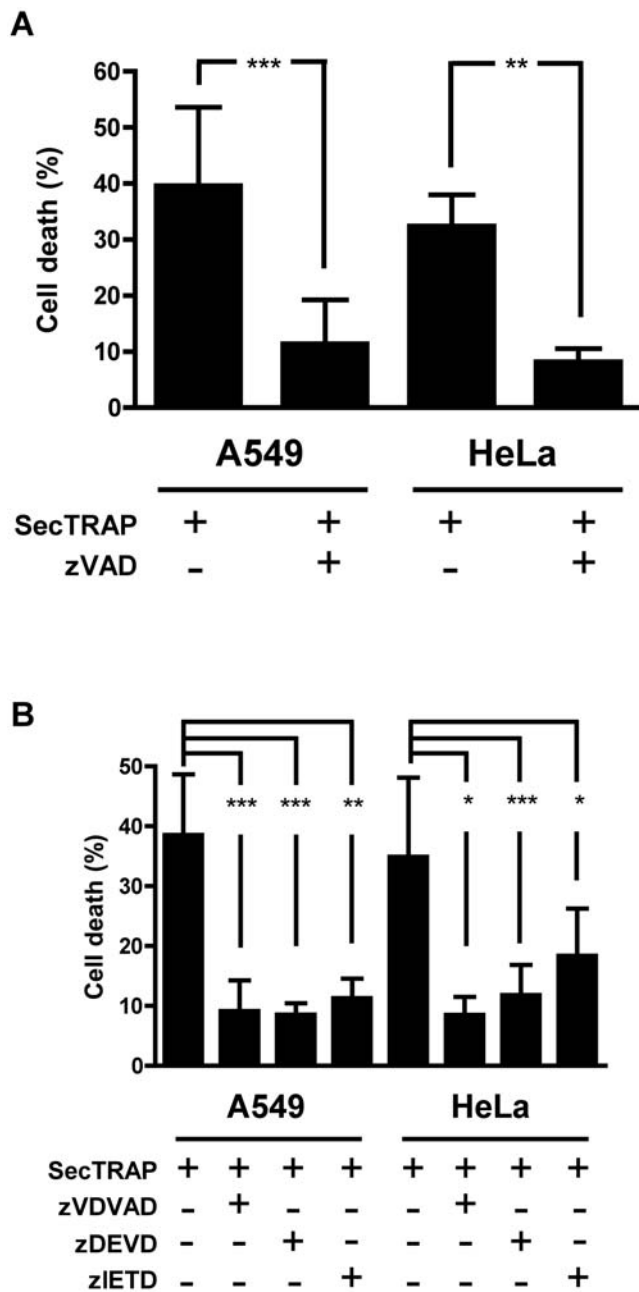 A
Cell death (%)
60
50
40
30
20
10
0
*** **
A549 HeLa
SecTRAP + + + +
zVAD - + - +
B
Cell death (%)
50
40
30
20
10
0
*** *** ** * *** *
A549 HeLa
SecTRAP + + + + + + + +
zVDVAD - + - - - + - -
zDEVD - - + - - - + -
zIETD - - - + - - - +